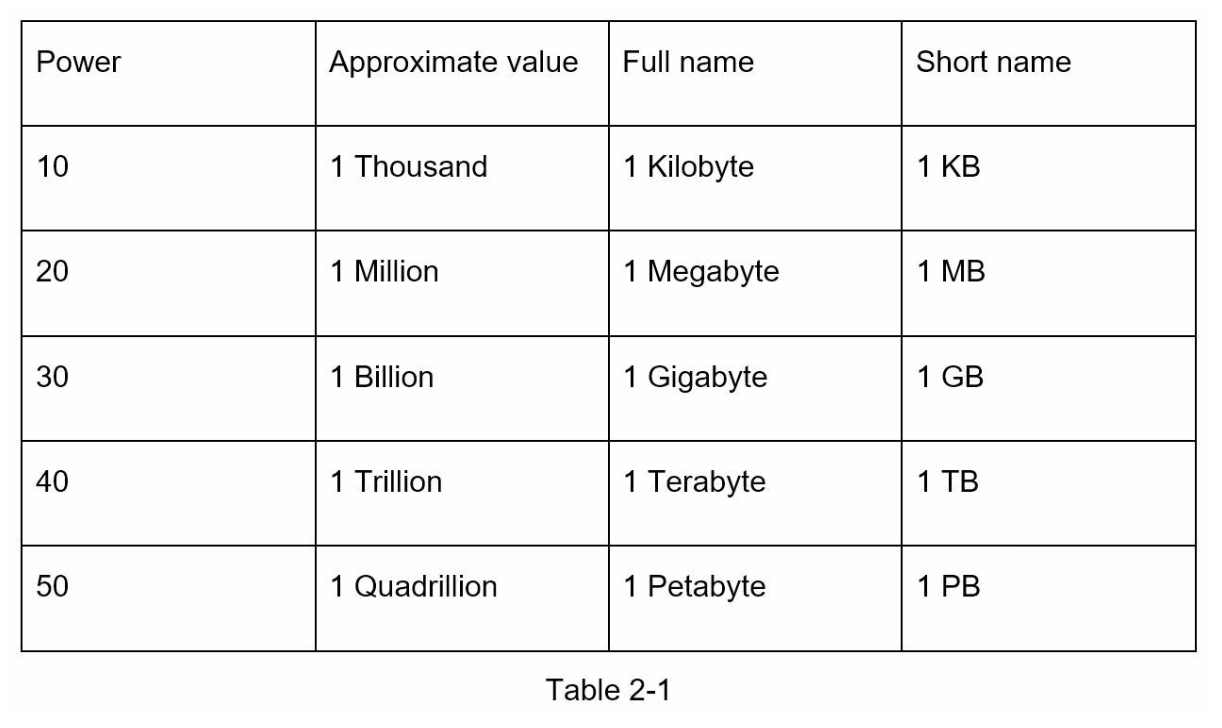 Power Approximate value Full name Short name
10 1 Thousand 1 Kilobyte 1 KB
20 1 Million 1 Megabyte 1 MB
30 1 Billion 1 Gigabyte 1 GB
40 1 Trillion 1 Terabyte 1 TB
50 1 Quadrillion 1 Petabyte 1 PB
Table 2-1